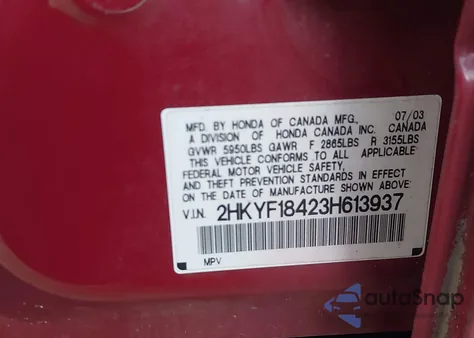 MFD. BY HONDA OF CANADA MFG., 07/03
A DIVISION OF HONDA CANADA INC. CANADA
GVWR 5950LBS GAWR F 2865LBS R 3155LBS
THIS VEHICLE CONFORMS TO ALL APPLICABLE
FEDERAL MOTOR VEHICLE SAFETY,
AND THEFT PREVENTION STANDARDS IN EFFECT
ON THE DATE OF MANUFACTURE SHOWN ABOVE.
V.I.N. 2HKYF18423H613937
MPV
autoSnap